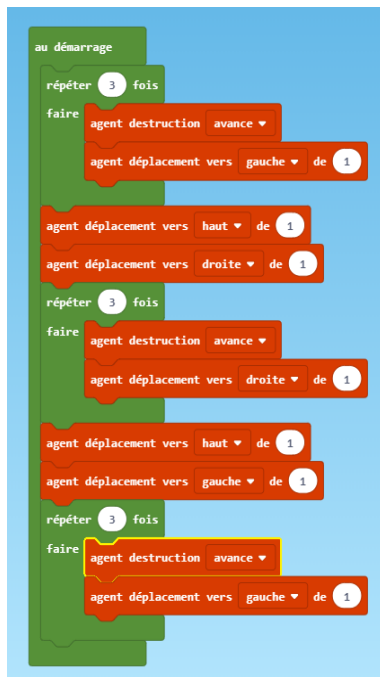 au démarrage
répéter 3 fois
faire
agent destruction avance
agent déplacement vers gauche de 1
agent déplacement vers haut de 1
agent déplacement vers droite de 1
répéter 3 fois
faire
agent destruction avance
agent déplacement vers droite de 1
agent déplacement vers haut de 1
agent déplacement vers gauche de 1
répéter 3 fois
faire
agent destruction avance
agent déplacement vers gauche de 1